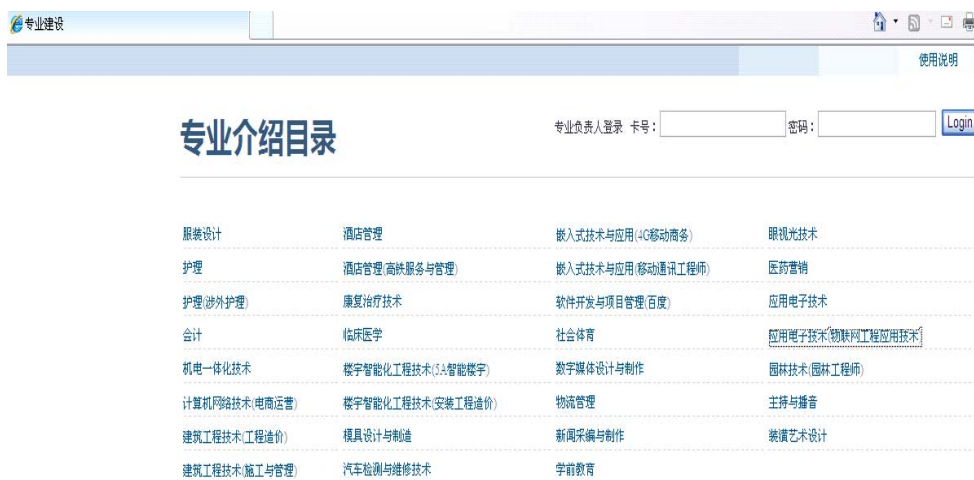 专业建设
使用说明
专业介绍目录
专业负责人登录 卡号： 密码： Login
服装设计 酒店管理 嵌入式技术与应用(4G移动商务) 眼视光技术
护理 酒店管理(高铁服务与管理) 嵌入式技术与应用(移动通讯工程师) 医药营销
护理(涉外护理) 康复治疗技术 软件开发与项目管理(百度) 应用电子技术
会计 临床医学 社会体育 应用电子技术(物联网工程应用技术)
机电一体化技术 楼宇智能化工程技术(5A智能楼宇) 数字媒体设计与制作 园林技术(园林工程师)
计算机网络技术(电商运营) 楼宇智能化工程技术(安装工程造价) 物流管理 主持与播音
建筑工程技术(工程造价) 模具设计与制造 新闻采编与制作 装潢艺术设计
建筑工程技术(施工与管理) 汽车检测与维修技术 学前教育